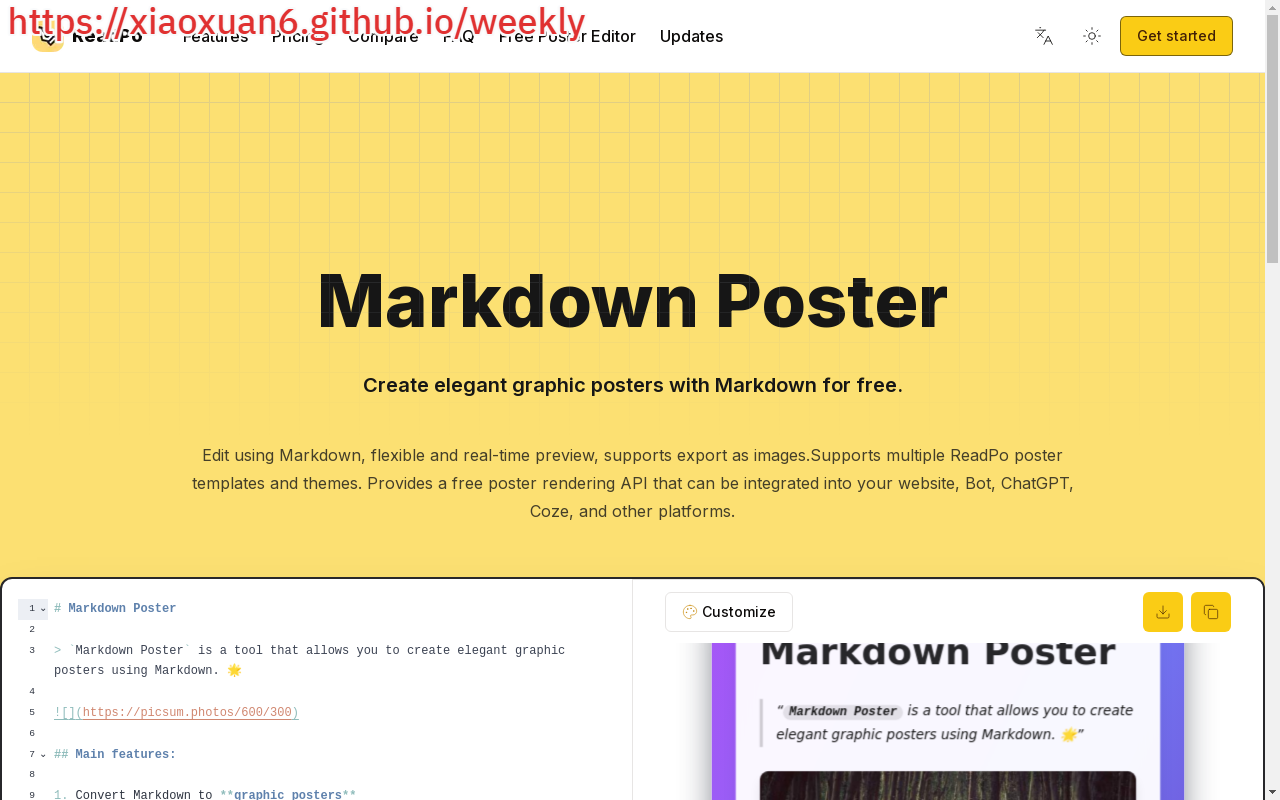 https://xiaoxuan6.github.io/weekly
ReadPo Features Pricing Compare FAQ Free Poster Editor Updates Get started
Markdown Poster
Create elegant graphic posters with Markdown for free.
Edit using Markdown, flexible and real-time preview, supports export as images.Supports multiple ReadPo poster
templates and themes. Provides a free poster rendering API that can be integrated into your website, Bot, ChatGPT,
Coze, and other platforms.
1 # Markdown Poster
2
3 > `Markdown Poster` is a tool that allows you to create elegant graphic
posters using Markdown. 🌟
4
5 ![](https://picsum.photos/600/300)
6
7 ## Main features:
8
9 1. Convert Markdown to **graphic posters**
Customize
Markdown Poster
“Markdown Poster is a tool that allows you to create
elegant graphic posters using Markdown. 🌟”